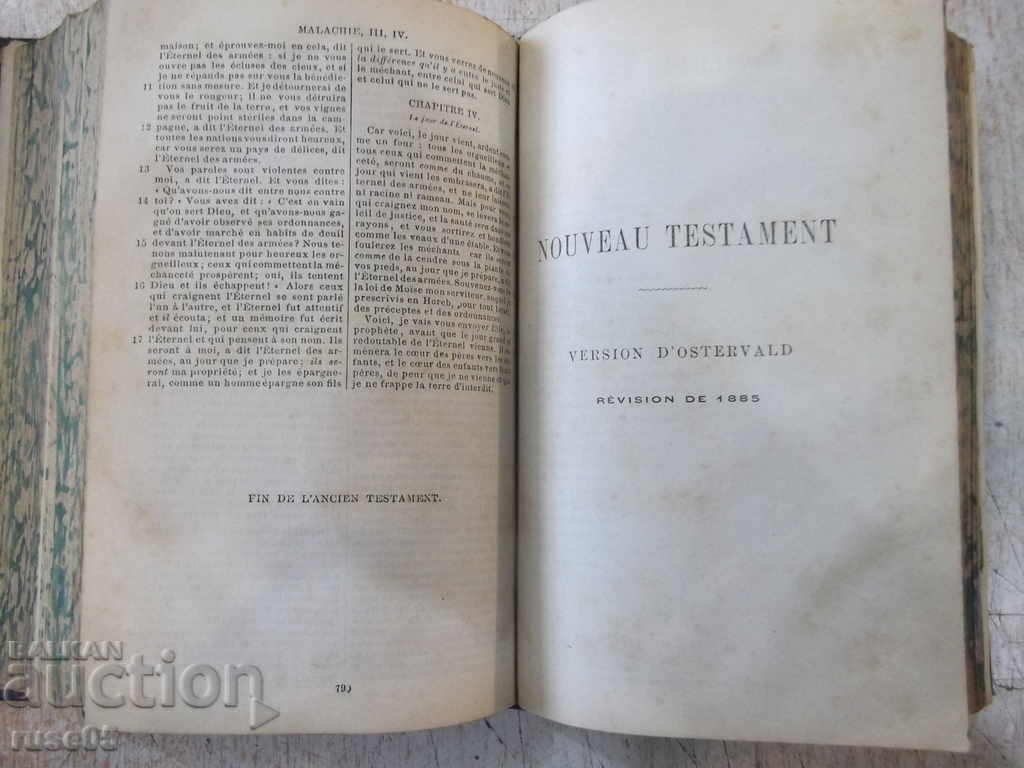 MALACHIE, III, IV.
maison; et éprouvez-moi en cela, dit
l'Éternel des armées : si je ne vous
ouvre pas les écluses des cieux, et si
si je ne répands pas sur vous la bénédic-
11 tion sans mesure. Et je détournerai de
vous le rongeur; il ne vous détruira
pas le fruit de la terre, et vos vignes
ne seront point stériles dans la cam-
12 pagne, a dit l'Éternel des armées. Et
toutes les nations vous diront heureux,
car vous serez un pays de délices, dit
l'Éternel des armées.
13 Vos paroles sont violentes contre
moi, a dit l'Éternel. Et vous dites:
« Qu'avons-nous dit entre nous contre
14 toi? » Vous avez dit : « C'est en vain
qu'on sert Dieu, et qu'avons-nous ga-
gné d'avoir observé ses ordonnances,
et d'avoir marché en habits de deuil
15 devant l'Éternel des armées? Nous te-
nons maintenant pour heureux les or-
gueilleux; ceux qui commettent la mé-
chanceté prospèrent; oui, ils tentent
16 Dieu et ils échappent! » Alors ceux
qui craignent l'Éternel se sont parlé
l'un à l'autre, et l'Éternel fut attentif
et il écouta; et un mémoire fut écrit
devant lui, pour ceux qui craignent
17 l'Éternel et qui pensent à son nom. Ils
seront à moi, a dit l'Éternel des ar-
mées, au jour que je prépare; ils se-
ront ma propriété; et je les épargne-
rai, comme un homme épargne son fils
qui le sert. Et vous verrez de nouveau
la différence qu'il y a entre le juste et
le méchant, entre celui qui sert Dieu
et celui qui ne le sert pas.
CHAPITRE IV.
Le jour de l'Éternel.
Car voici, le jour vient, ardent com-
me un four : tous les orgueilleux et
tous ceux qui commettent la méchan-
ceté, seront comme du chaume, et ce
jour qui vient les embrasera, a dit l'É-
ternel des armées, et ne leur laissera
ni racine ni rameau. Mais pour vous
qui craignez mon nom, se lèvera le so-
leil de justice, et la santé sera dans ses
rayons, et vous sortirez et bondirez
comme les veaux d'une étable. Et vous
foulerez les méchants car ils seront
comme de la cendre sous la plante de
vos pieds, au jour que je prépare, a dit
l'Éternel des armées. Souvenez-vous de
la loi de Moïse mon serviteur, auquel je
prescrivis en Horeb, pour tout Israël,
des préceptes et des ordonnances.
Voici, je vais vous envoyer Élie, le
prophète, avant que le jour grand et
redoutable de l'Éternel vienne. Il ra-
mènera le cœur des pères vers les en-
fants, et le cœur des enfants vers leurs
pères, de peur que je ne vienne et que
je ne frappe la terre d'interdit.
FIN DE L'ANCIEN TESTAMENT.
NOUVEAU TESTAMENT
VERSION D'OSTERVALD
RÉVISION DE 1885
BALKAN
auction
ruse05